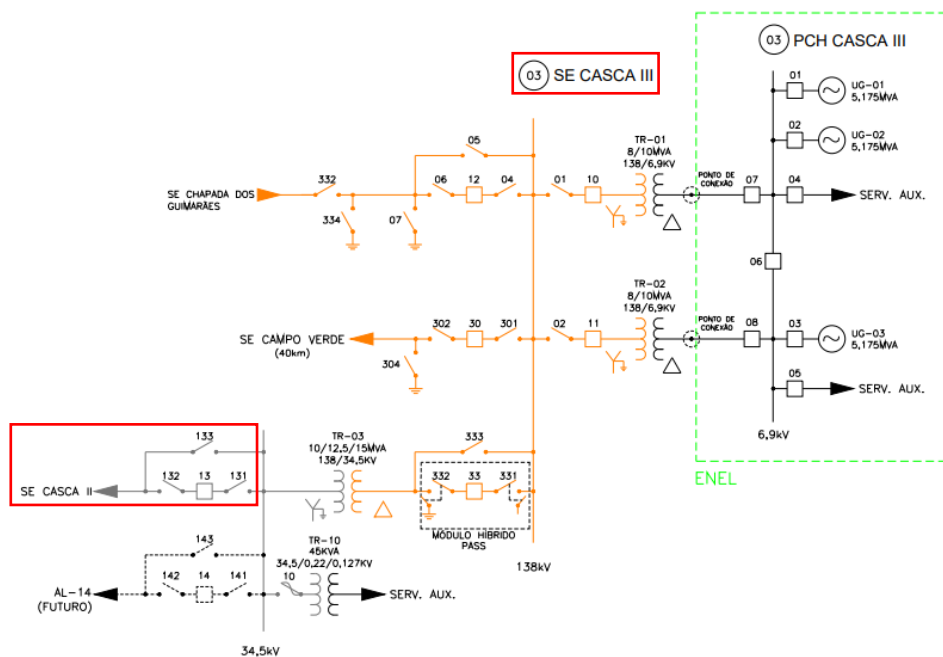 03 PCH CASCA III
03 SE CASCA III
01
UG-01
5,175MVA
02
UG-02
5,175MVA
05
TR-01
8/10MVA
138/6,9KV
332
06
12
04
01
10
PONTO DE
CONEXÃO
07
04
SE CHAPADA DOS
GUIMARÃES
SERV. AUX.
334
07
06
TR-02
8/10MVA
138/6,9KV
302
30
301
02
11
PONTO DE
CONEXÃO
08
03
UG-03
5,175MVA
SE CAMPO VERDE
(40km)
304
05
SERV. AUX.
6,9kV
133
TR-03
10/12,5/15MVA
138/34,5KV
333
ENEL
132
13
131
332
33
331
SE CASCA II
MÓDULO HÍBRIDO
PASS
143
TR-10
45KVA
34,5/0,22/0,127KV
138kV
142
14
141
10
AL-14
(FUTURO)
SERV. AUX.
34,5kV